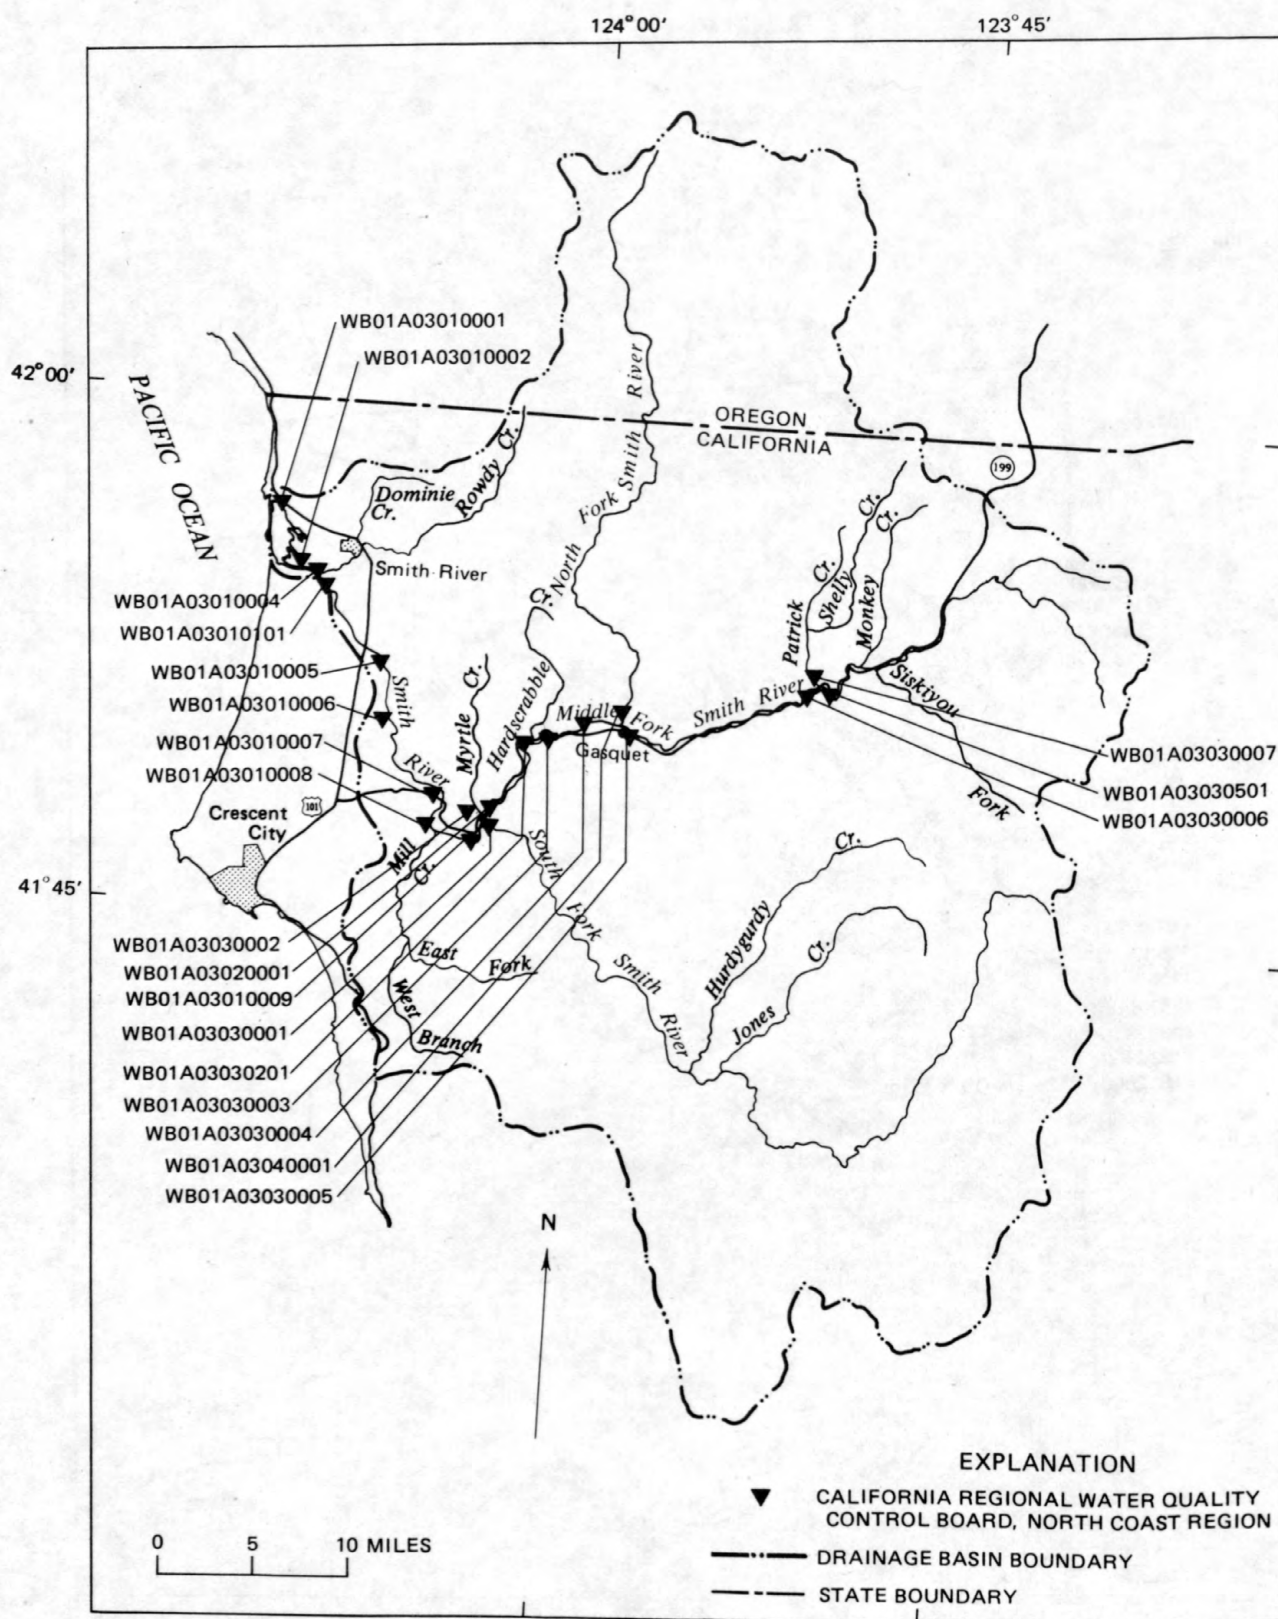 124°00'
123°45'
WB01A03010001
WB01A03010002
42°00'
PACIFIC OCEAN
OREGON
CALIFORNIA
199
Dominie
Cr.
Rowdy Cr.
North Fork Smith River
Smith River
WB01A03010004
WB01A03010101
WB01A03010005
WB01A03010006
WB01A03010007
WB01A03010008
Smith River
Myrtle Cr.
Hardscrabble Cr.
Middle Fork Smith River
Gasquet
Patrick Cr.
Shelly Cr.
Monkey Cr.
Siskiyou Fork
WB01A03030007
WB01A03030501
WB01A03030006
101
Crescent
City
41°45'
Mill Cr.
South Fork Smith River
Hurdygurdy Cr.
Jones Cr.
East Fork
West Branch
WB01A03030002
WB01A03020001
WB01A03010009
WB01A03030001
WB01A03030201
WB01A03030003
WB01A03030004
WB01A03040001
WB01A03030005
N
EXPLANATION
CALIFORNIA REGIONAL WATER QUALITY
CONTROL BOARD, NORTH COAST REGION
DRAINAGE BASIN BOUNDARY
STATE BOUNDARY
0 5 10 MILES